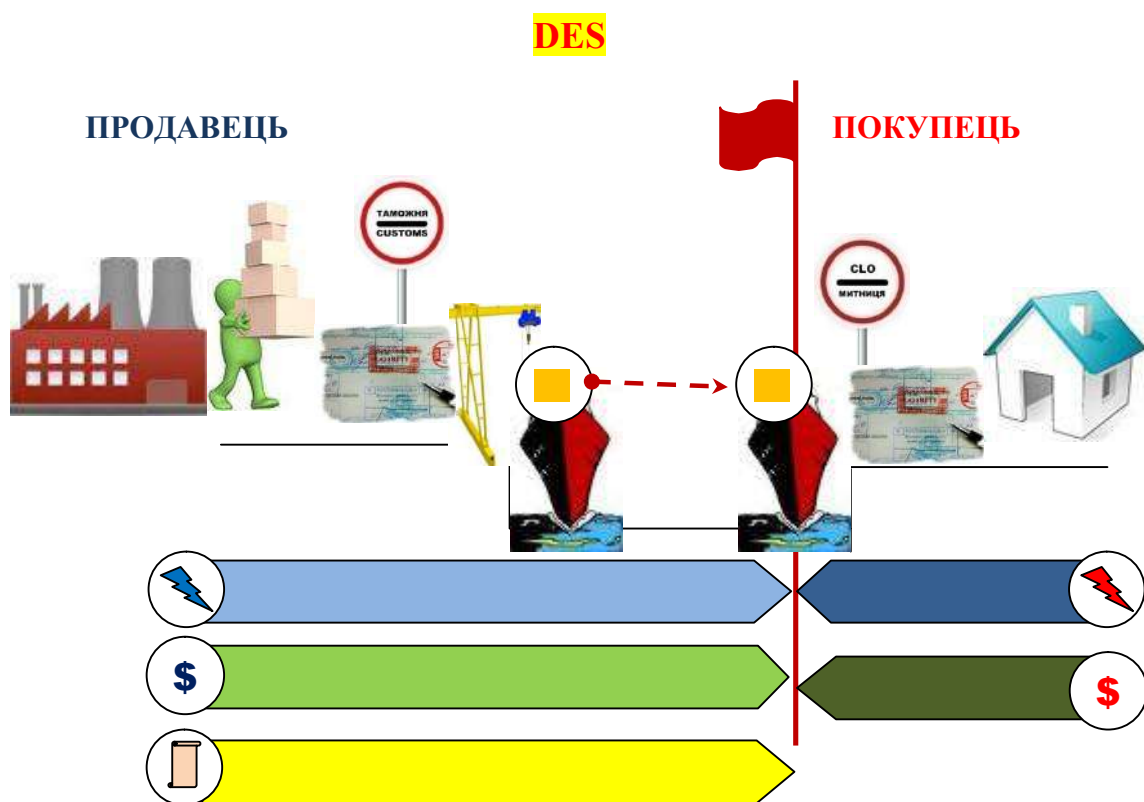 DES
ПРОДАВЕЦЬ
ПОКУПЕЦЬ
ТАМОЖНЯ
CUSTOMS
CLO
МИТНИЦЯ
$
$